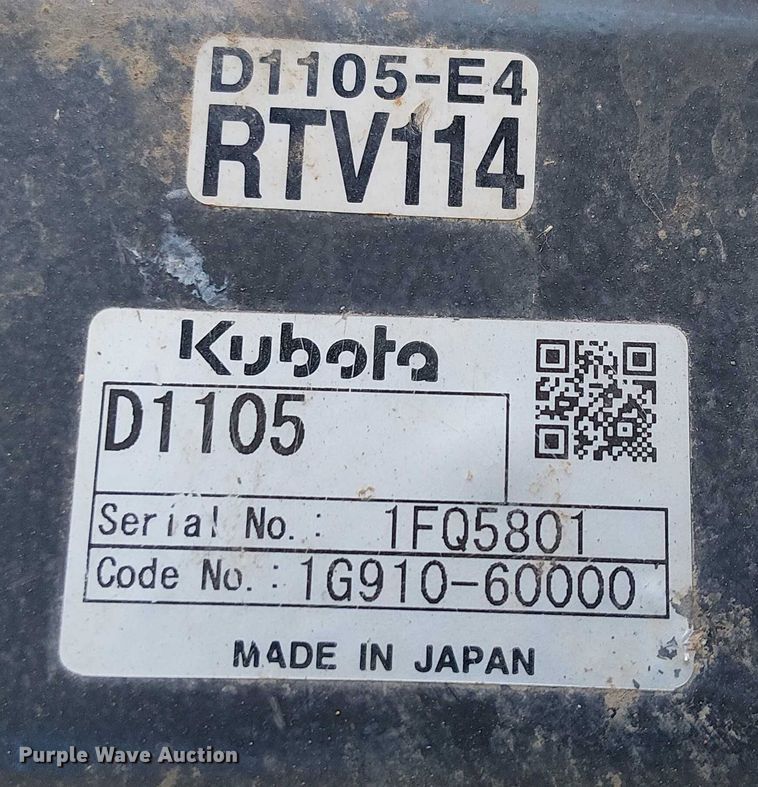 D1105-E4
RTV114
Kubota
D1105
Serial No.: 1FQ5801
Code No.: 1G910-60000
MADE IN JAPAN
Purple Wave Auction